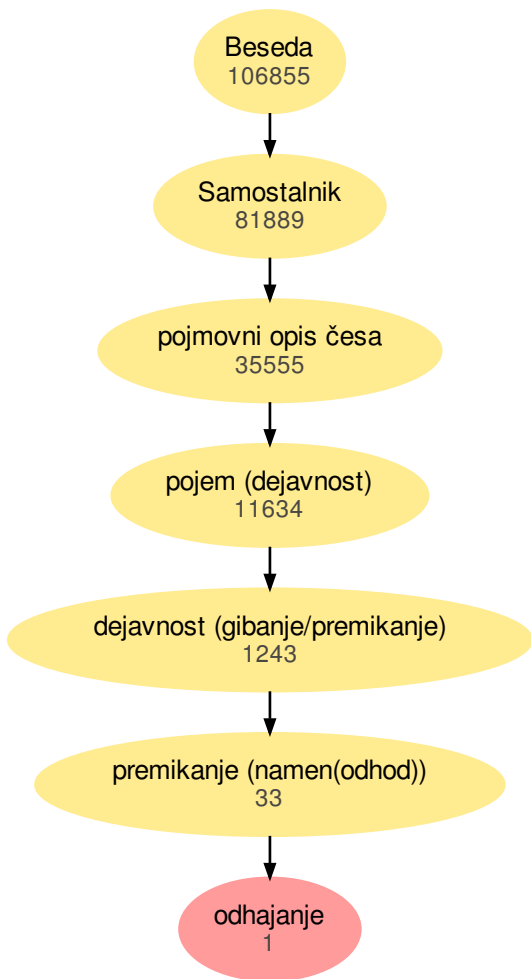 Beseda
106855
Samostalnik
81889
pojmovni opis česa
35555
pojem (dejavnost)
11634
dejavnost (gibanje/premikanje)
1243
premikanje (namen(odhod))
33
odhajanje
1